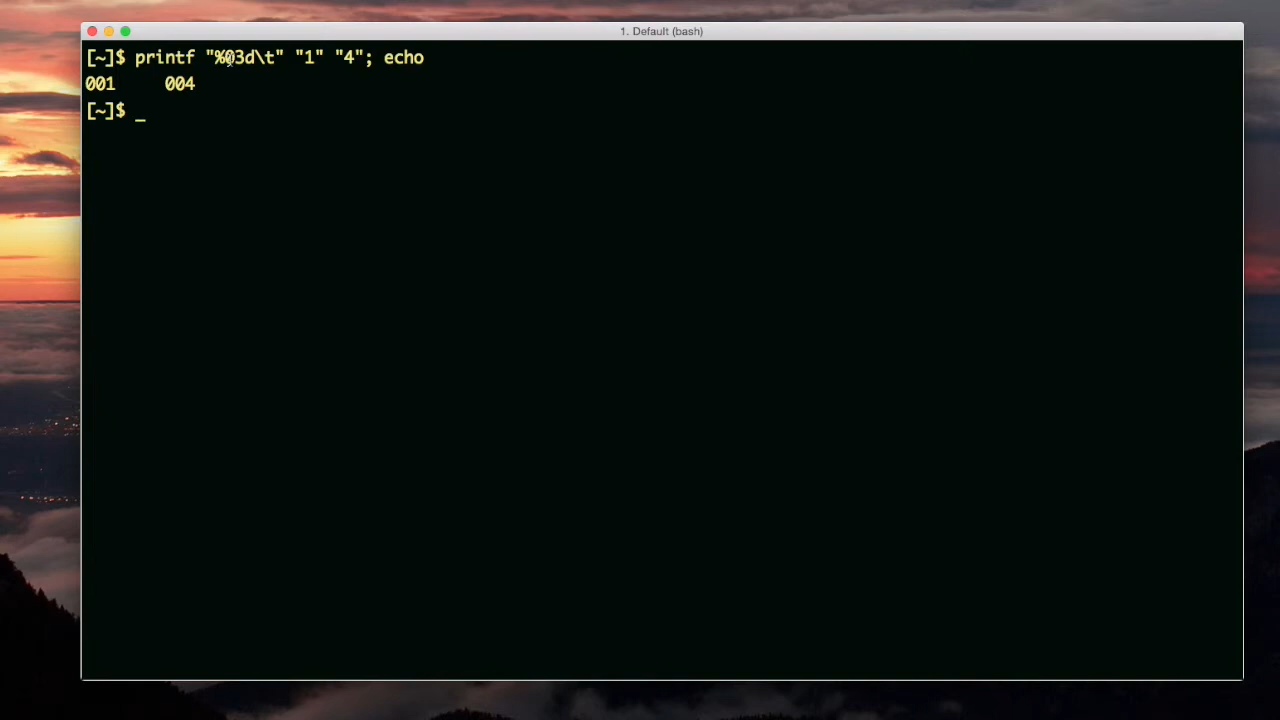 1. Default (bash)
[~]$ printf "%03d\t" "1" "4"; echo
001     004
[~]$ _